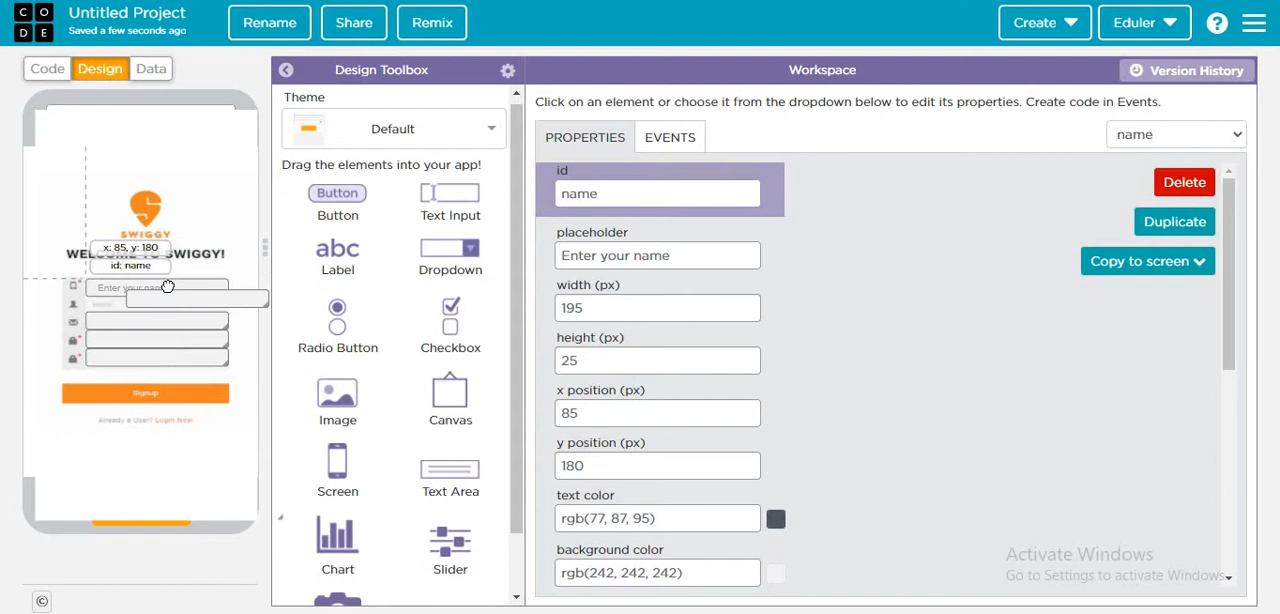 CO
DE
Untitled Project
Saved a few seconds ago
Rename
Share
Remix
Create
Eduler
?
Code
Design
Data
Design Toolbox
Workspace
Version History
Theme
Default
Drag the elements into your app!
Button
Button
Text Input
abc
Label
Dropdown
Radio Button
Checkbox
Image
Canvas
Screen
Text Area
Chart
Slider
Click on an element or choose it from the dropdown below to edit its properties. Create code in Events.
PROPERTIES
EVENTS
name
id
name
placeholder
Enter your name
width (px)
195
height (px)
25
x position (px)
85
y position (px)
180
text color
rgb(77, 87, 95)
background color
rgb(242, 242, 242)
Delete
Duplicate
Copy to screen
SWIGGY
x: 85, y: 180
WELCOME TO SWIGGY!
id: name
Enter your name
Signup
Already a User? Login Now
©
Activate Windows
Go to Settings to activate Windows.